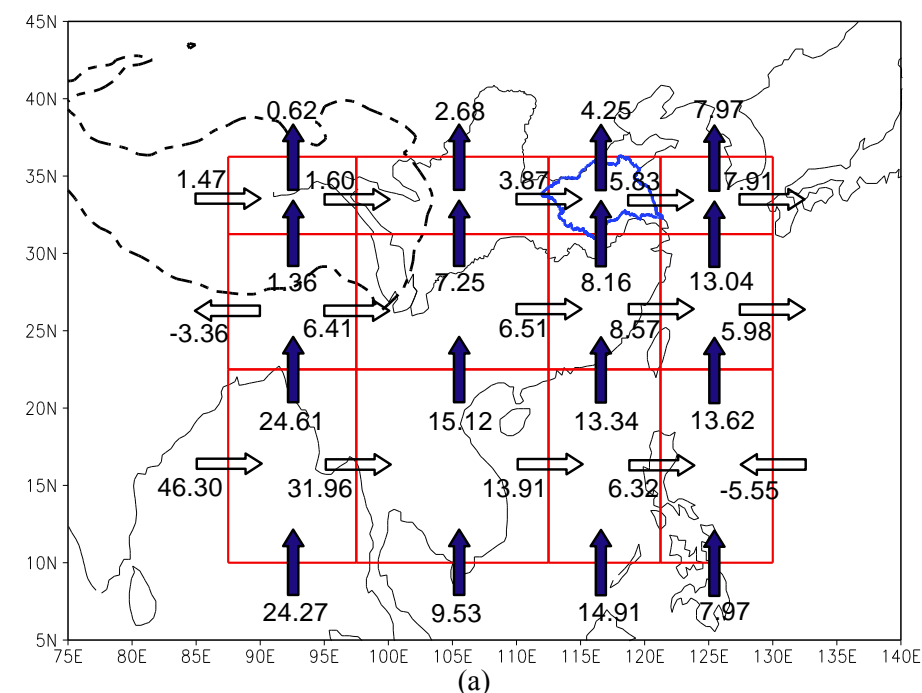 45N
40N
0.62 2.68 4.25 7.97
35N
1.47 1.60 3.87 5.83 7.91
30N
1.36 7.25 8.16 13.04
25N
-3.36 6.41 6.51 8.57 5.98
20N
24.61 15.12 13.34 13.62
15N
46.30 31.96 13.91 6.32 -5.55
10N
24.27 9.53 14.91 7.97
5N
75E 80E 85E 90E 95E 100E 105E 110E 115E 120E 125E 130E 135E 140E
(a)